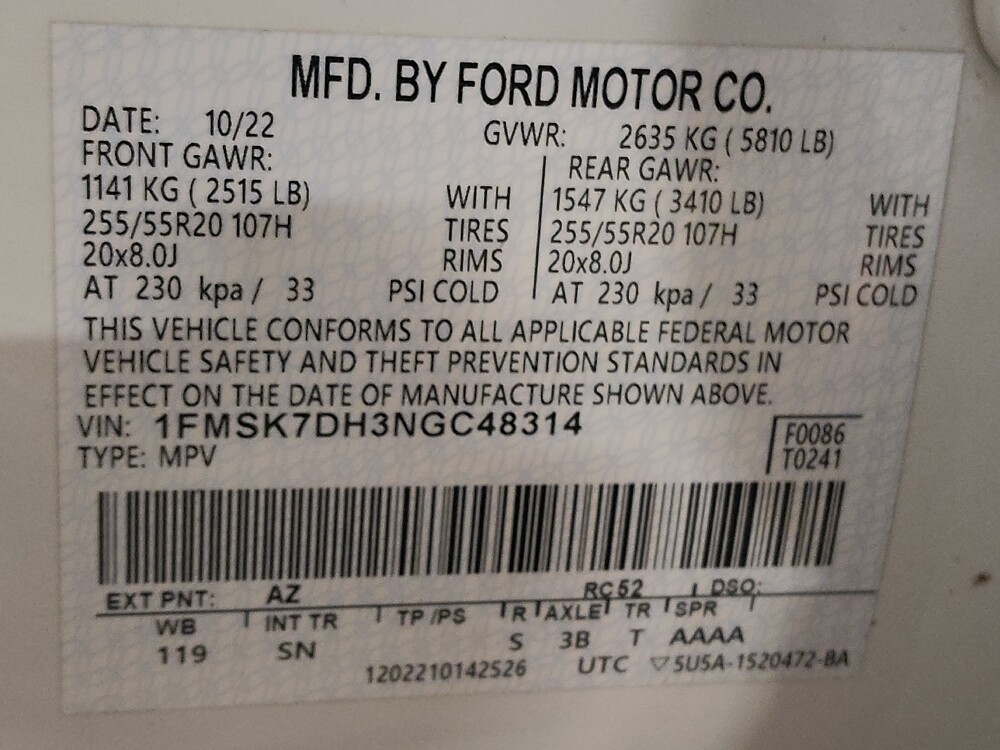 MFD. BY FORD MOTOR CO.
DATE: 10/22 GVWR: 2635 KG ( 5810 LB)
FRONT GAWR: REAR GAWR:
1141 KG ( 2515 LB) WITH 1547 KG ( 3410 LB) WITH
255/55R20 107H TIRES 255/55R20 107H TIRES
20x8.0J RIMS 20x8.0J RIMS
AT 230 kpa/ 33 PSI COLD AT 230 kpa/ 33 PSI COLD
THIS VEHICLE CONFORMS TO ALL APPLICABLE FEDERAL MOTOR
VEHICLE SAFETY AND THEFT PREVENTION STANDARDS IN
EFFECT ON THE DATE OF MANUFACTURE SHOWN ABOVE.
VIN: 1FMSK7DH3NGC48314
TYPE: MPV
F0086
T0241
EXT PNT: AZ RC52 DSO:
WB INT TR TP/PS R AXLE TR SPR
119 SN S 3B T AAAA
1202210142526 UTC ▽5U5A-1520472-BA